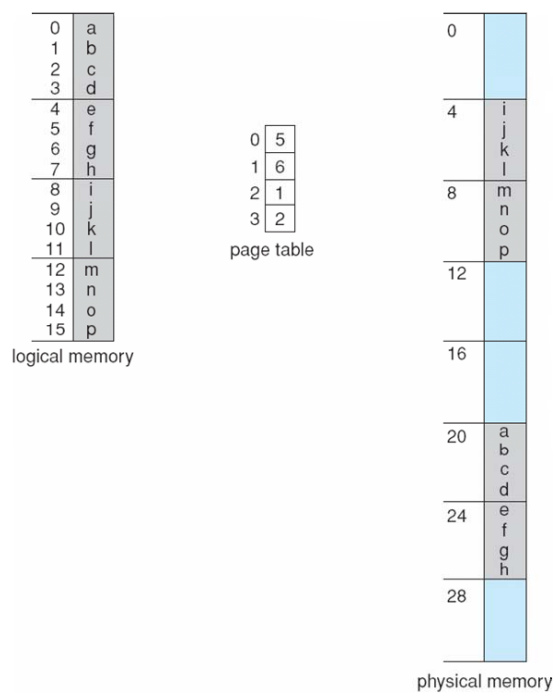 0 a
1 b
2 c
3 d
4 e
5 f
6 g
7 h
8 i
9 j
10 k
11 l
12 m
13 n
14 o
15 p
logical memory
0 5
1 6
2 1
3 2
page table
0
4 i
j
k
l
8 m
n
o
p
12
16
20 a
b
c
d
24 e
f
g
h
28
physical memory